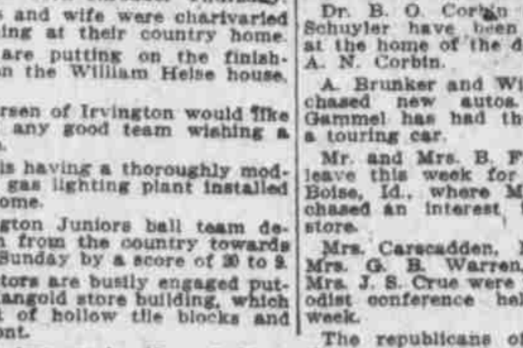 s and wife were charivaried
ing at their country home.
are putting on the finish-
n the William Heise house.
rsen of Irvington would like
any good team wishing a
is having a thoroughly mod-
gas lighting plant installed
ome.
gton Juniors ball team de-
n from the country towards
Sunday by a score of 20 to 9.
tors are busily engaged put-
angold store building, which
t of hollow tile blocks and
ont.
Dr. B. O. Corbin
Schuyler have been
at the home of the d
A. N. Corbin.
A. Brunker and Wi
chased new autos.
Gammel has had th
a touring car.
Mr. and Mrs. B. F
leave this week for
Boise, Id., where M
chased an interest
store.
Mrs. Carscadden,
Mrs. G. B. Warren,
Mrs. J. S. Crue were
odist conference hel
week.
The republicans of